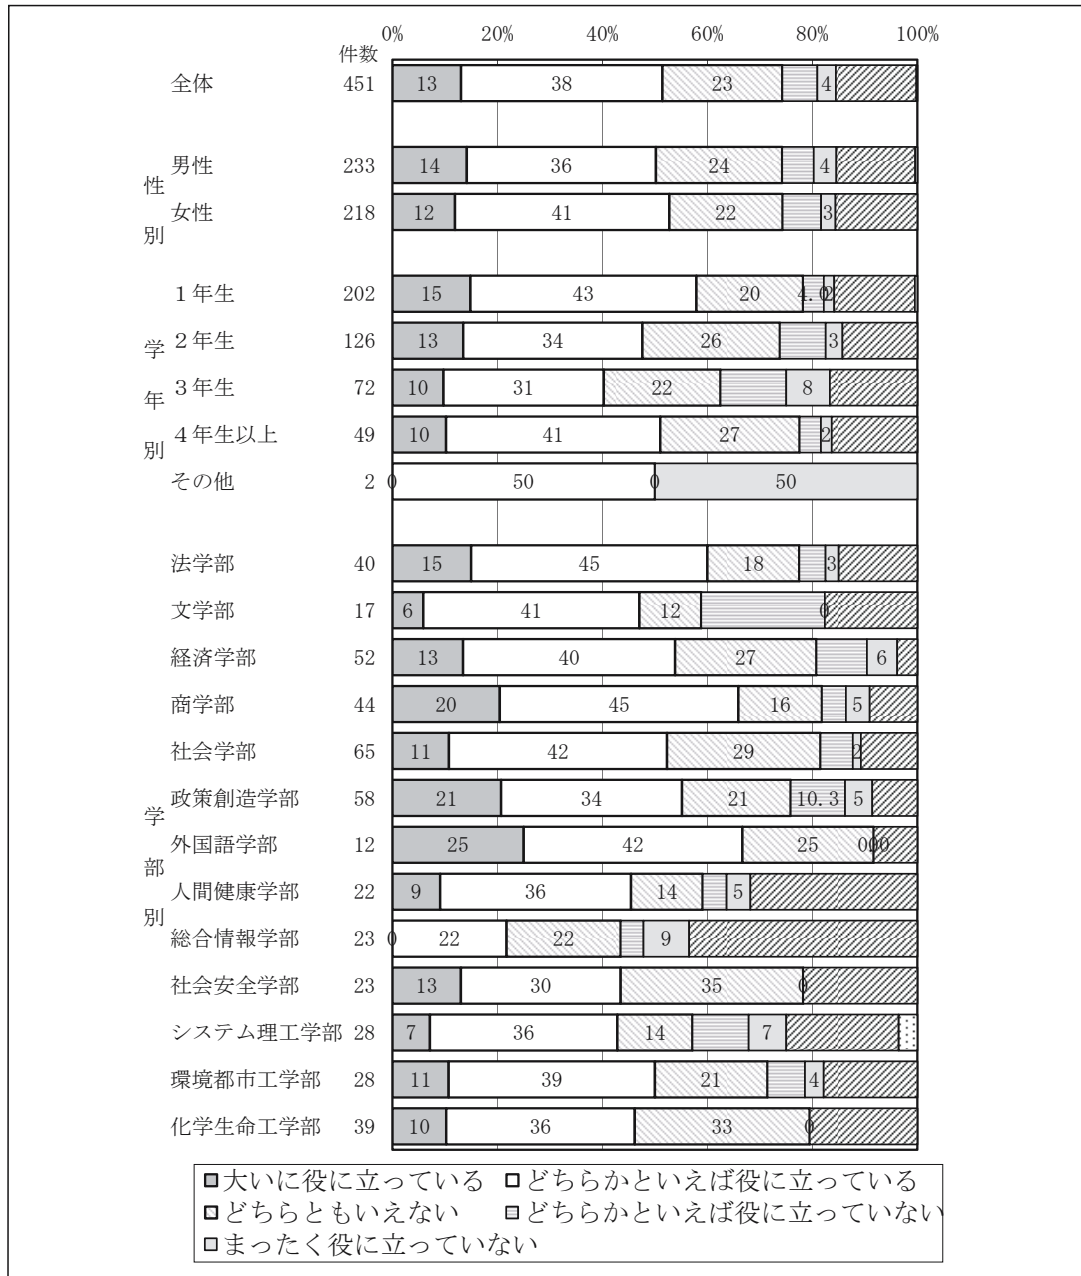 0% 20% 40% 60% 80% 100%
件数
全体 451 13 38 23 4
性別
男性 233 14 36 24 4
女性 218 12 41 22 3
学年別
1年生 202 15 43 20 4.0 2
2年生 126 13 34 26 3
3年生 72 10 31 22 8
4年生以上 49 10 41 27 2
その他 2 0 50 0 50
学部別
法学部 40 15 45 18 3
文学部 17 6 41 12 0
経済学部 52 13 40 27 6
商学部 44 20 45 16 5
社会学部 65 11 42 29 2
政策創造学部 58 21 34 21 10.3 5
外国語学部 12 25 42 25
人間健康学部 22 9 36 14 5
総合情報学部 23 0 22 22 9
社会安全学部 23 13 30 35 0
システム理工学部 28 7 36 14 7
環境都市工学部 28 11 39 21 4
化学生命工学部 39 10 36 33 0
大いに役に立っている どちらかといえば役に立っている
どちらともいえない どちらかといえば役に立っていない
まったく役に立っていない